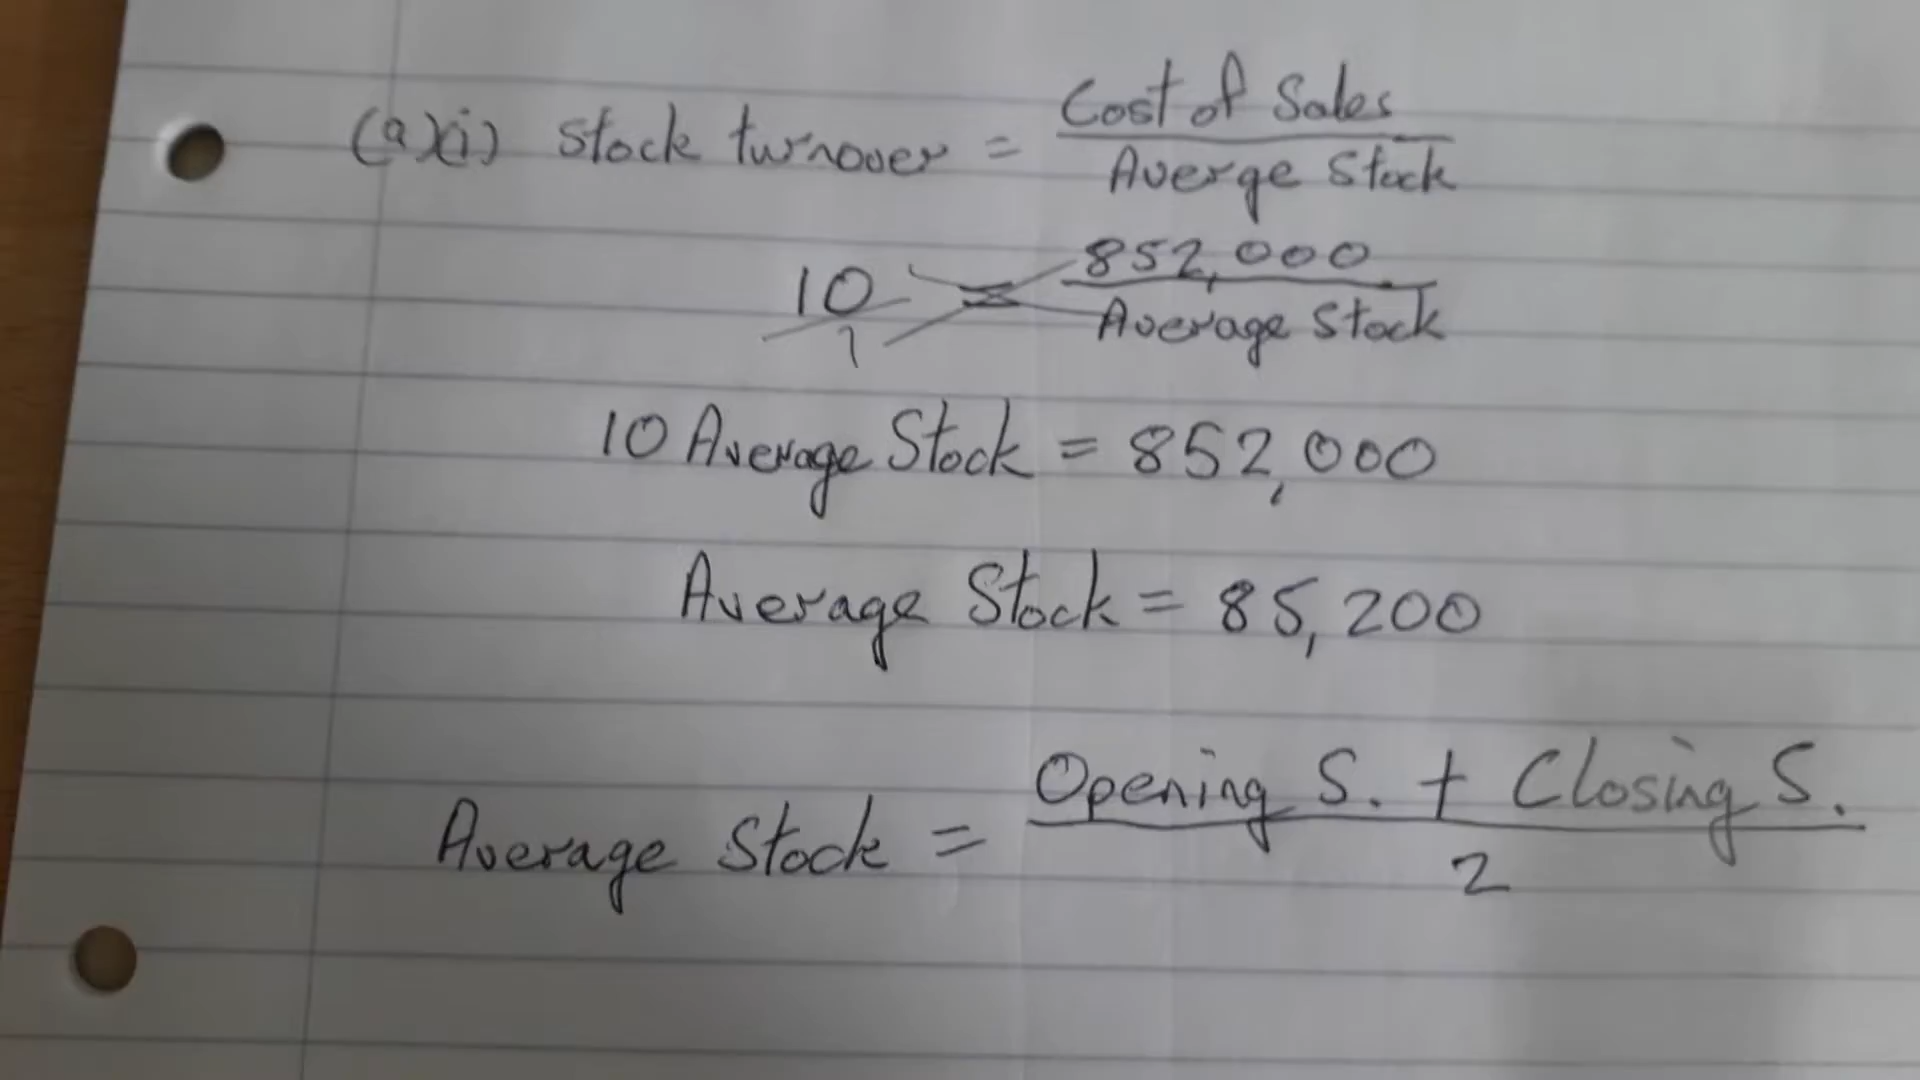 (a)(i) Stock turnover = Cost of Sales / Averge Stock
10 / 1 = 852,000 / Average Stock
10 Average Stock = 852,000
Average Stock = 85,200
Average Stock = Opening S. + Closing S. / 2